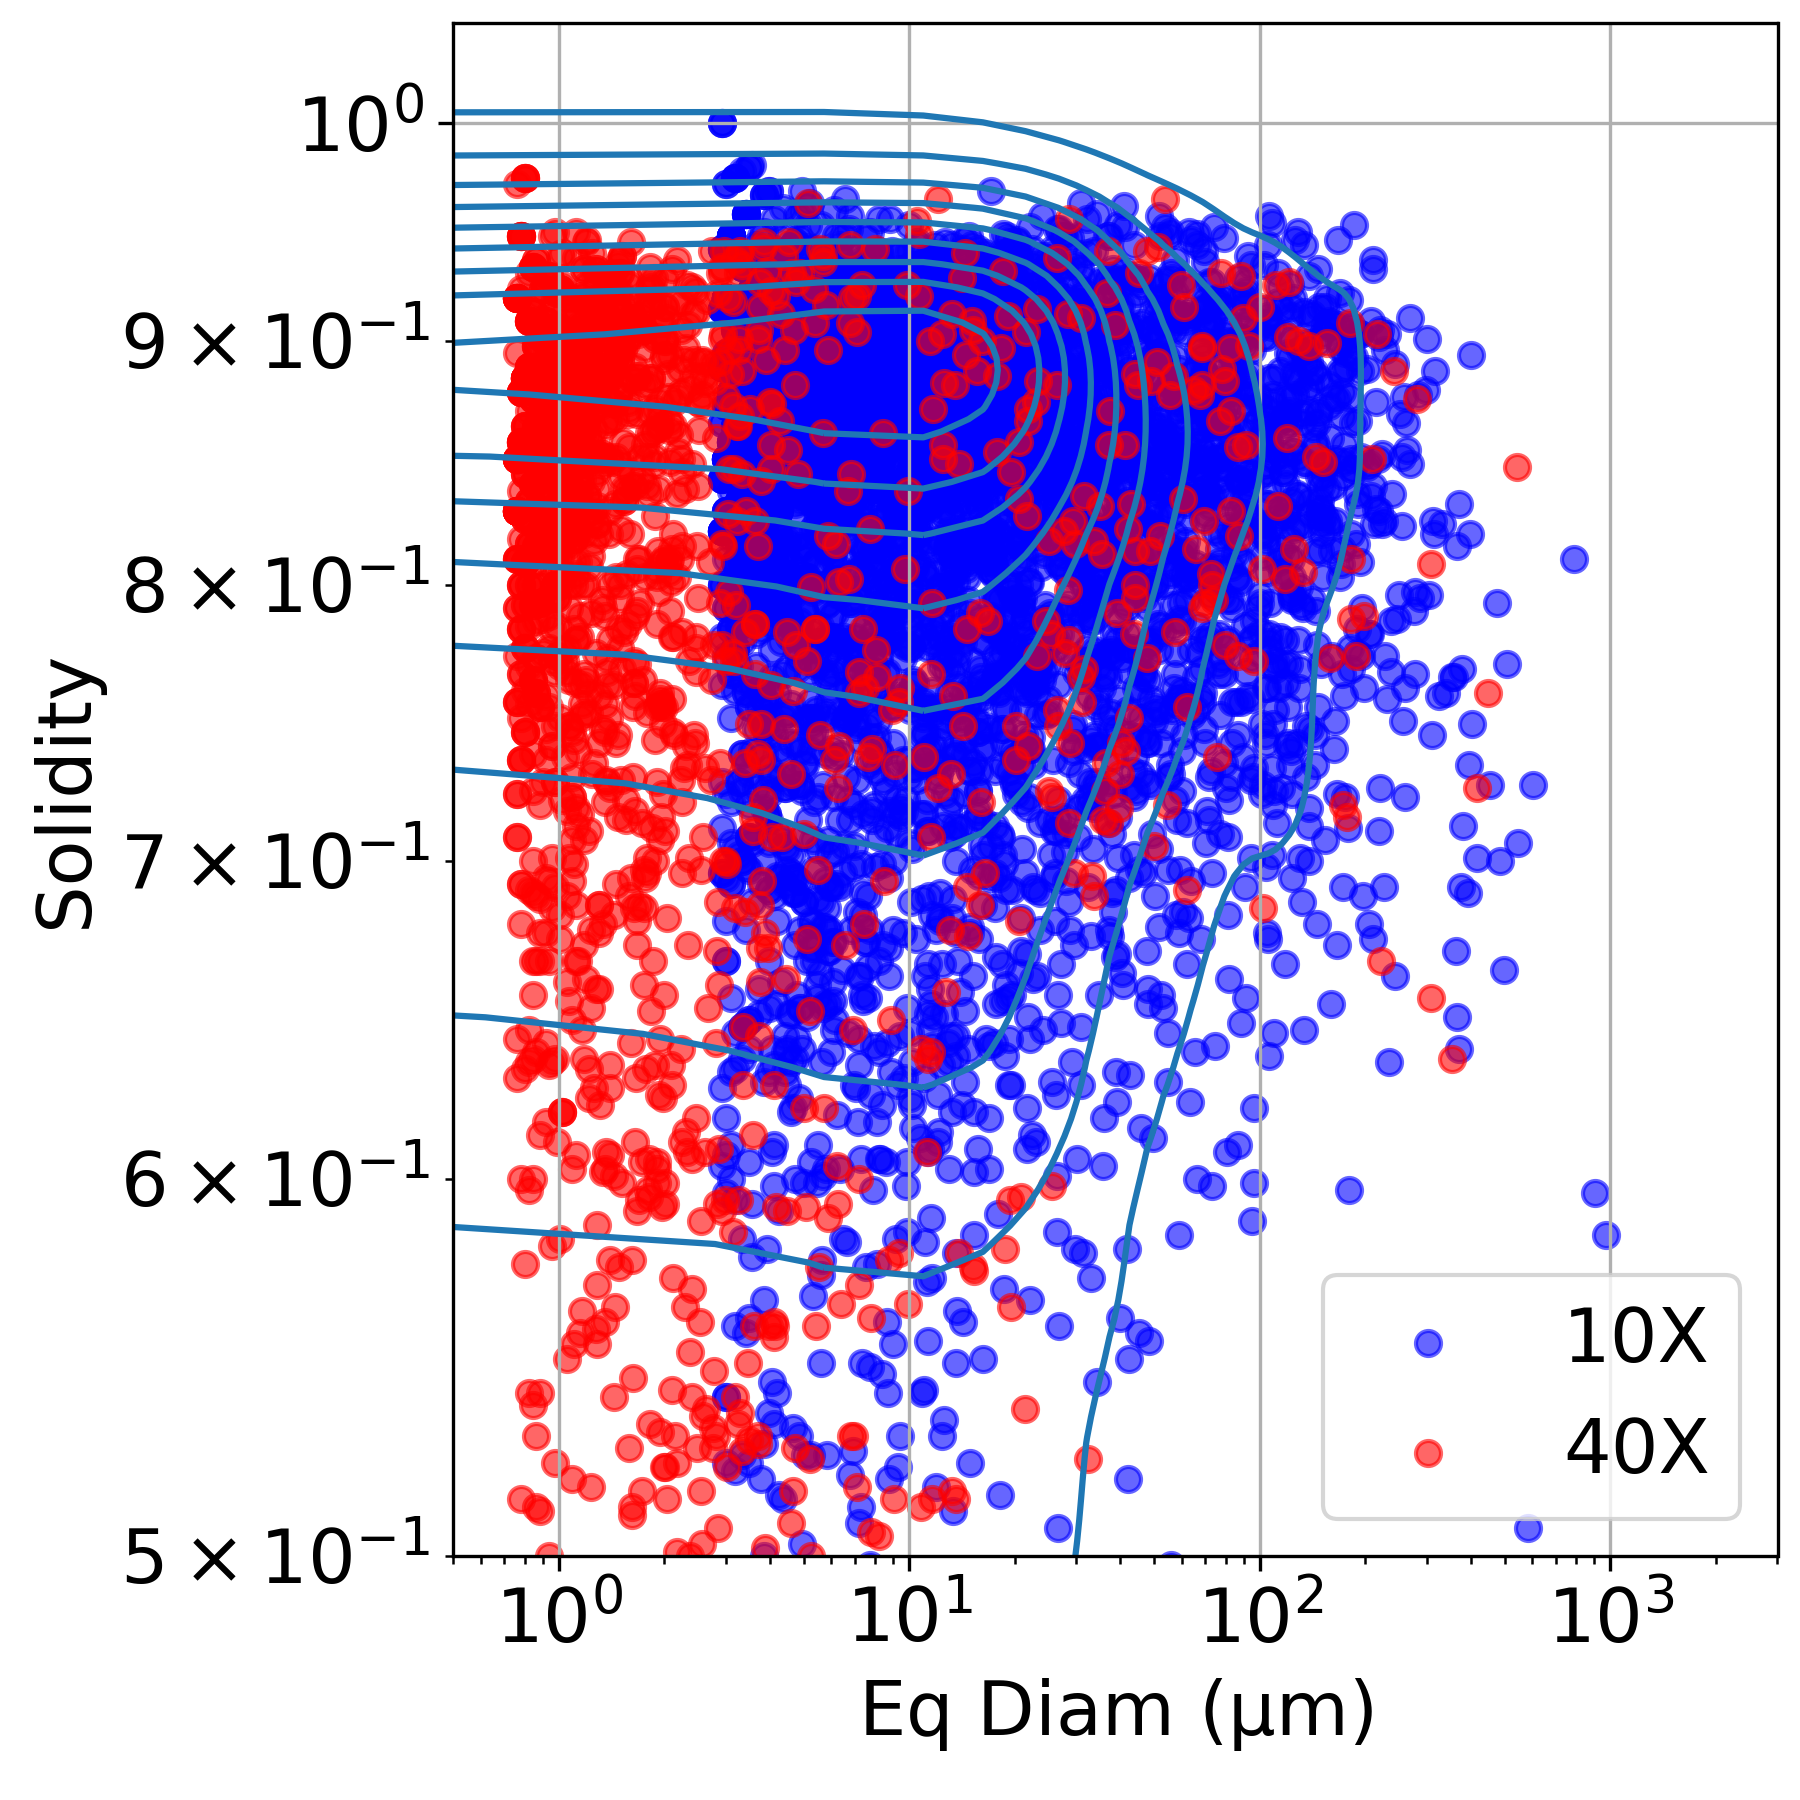 10⁰
9 × 10⁻¹
8 × 10⁻¹
7 × 10⁻¹
6 × 10⁻¹
5 × 10⁻¹
Solidity
10X
40X
10⁰ 10¹ 10² 10³
Eq Diam (µm)